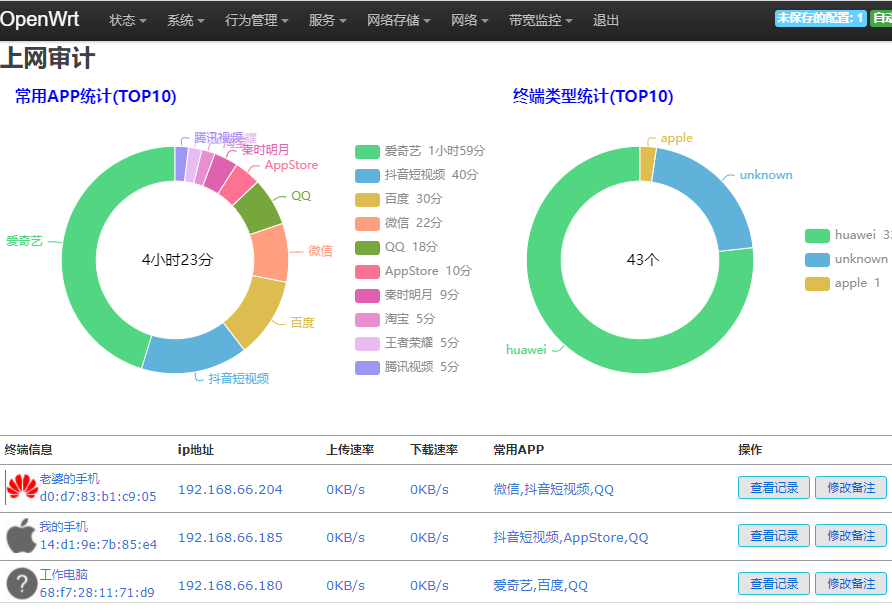 OpenWrt 状态 系统 行为管理 服务 网络存储 网络 带宽监控 退出 未保存的配置: 1
上网审计
常用APP统计(TOP10) 终端类型统计(TOP10)
腾讯视频
秦时明月
AppStore
QQ
微信
百度
抖音短视频
爱奇艺
4小时23分
爱奇艺 1小时59分
抖音短视频 40分
百度 30分
微信 22分
QQ 18分
AppStore 10分
秦时明月 9分
淘宝 5分
王者荣耀 5分
腾讯视频 5分
apple
unknown
huawei
43个
huawei
unknown
apple 1
终端信息 ip地址 上传速率 下载速率 常用APP 操作
老婆的手机
d0:d7:83:b1:c9:05 192.168.66.204 0KB/s 0KB/s 微信,抖音短视频,QQ 查看记录 修改备注
我的手机
14:d1:9e:7b:85:e4 192.168.66.185 0KB/s 0KB/s 抖音短视频,AppStore,QQ 查看记录 修改备注
工作电脑
68:f7:28:11:71:d9 192.168.66.180 0KB/s 0KB/s 爱奇艺,百度,QQ 查看记录 修改备注